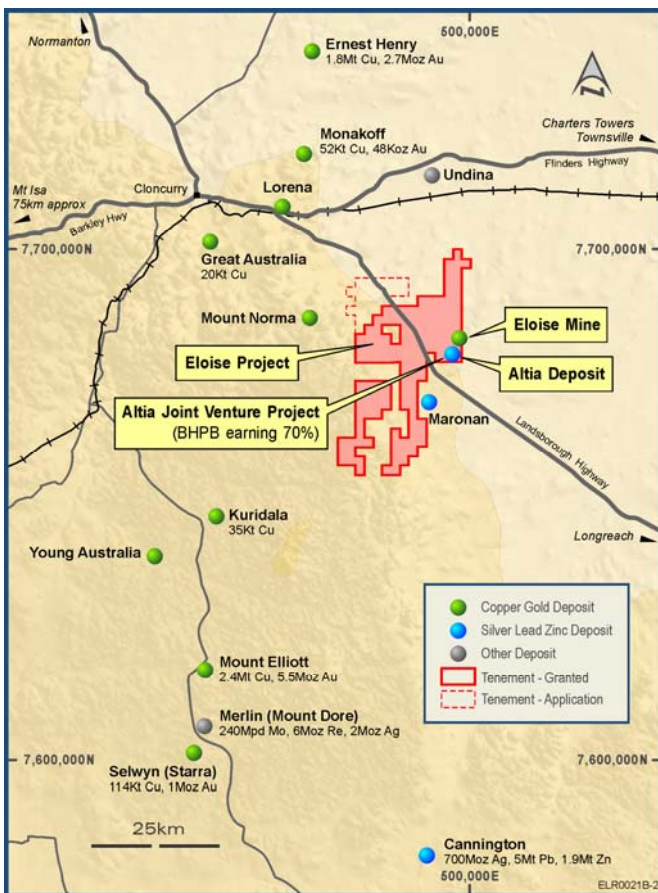 500,000E
Normanton
Ernest Henry
1.8Mt Cu, 2.7Moz Au
Z
Monakoff
52Kt Cu, 48Koz Au
Charters Towers
Townsville
Flinders Highway
Undina
Cloncurry
Lorena
Mt Isa
75km approx
Barkley Hwy
7,700,000N
7,700,000N
Great Australia
20Kt Cu
Mount Norma
Eloise Mine
Eloise Project
Altia Deposit
Altia Joint Venture Project
(BHPB earning 70%)
Maronan
Landsborough Highway
Kuridala
35Kt Cu
Longreach
Young Australia
Copper Gold Deposit
Silver Lead Zinc Deposit
Other Deposit
Tenement - Granted
Tenement - Application
Mount Elliott
2.4Mt Cu, 5.5Moz Au
Merlin (Mount Dore)
240Mpd Mo, 6Moz Re, 2Moz Ag
7,600,000N
7,600,000N
Selwyn (Starra)
114Kt Cu, 1Moz Au
25km
Cannington
700Moz Ag, 5Mt Pb, 1.9Mt Zn
500,000E
ELR0021B-2